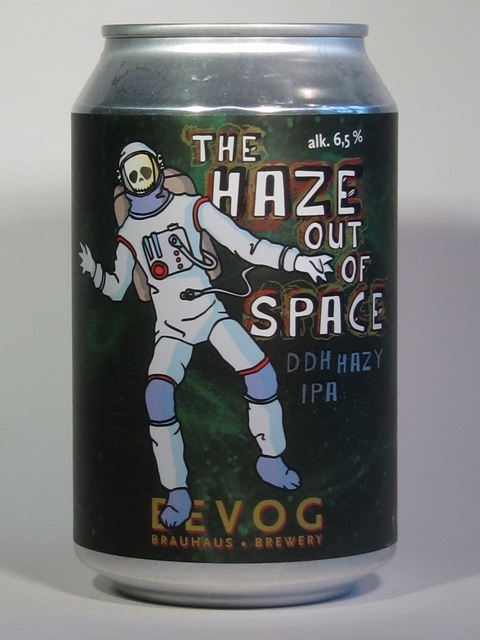 alk. 6,5 %
THE
HAZE
OUT
OF
SPACE
DDH HAZY
IPA
BEVOG
BRAUHAUS • BREWERY